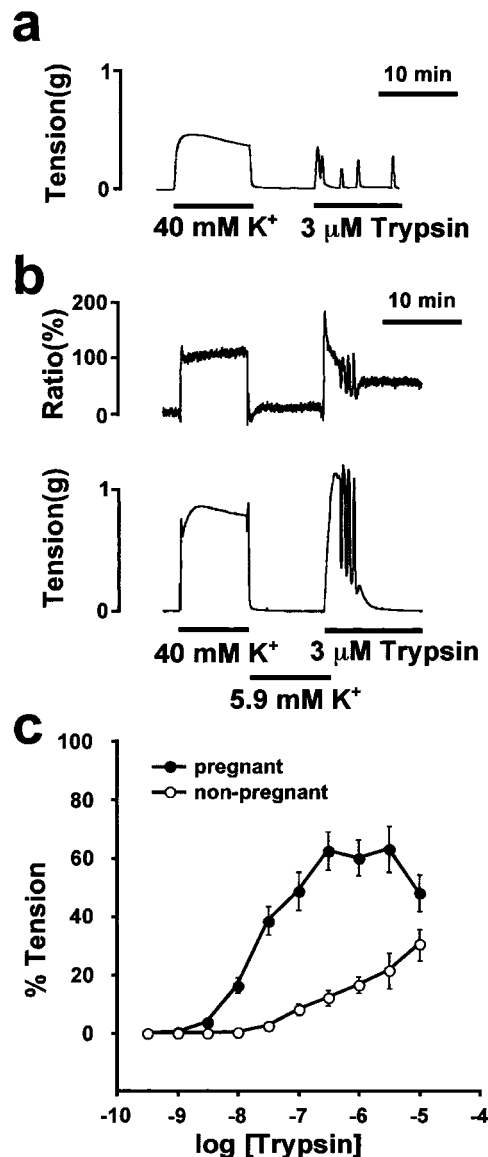 a
Tension(g)
1
0
10 min
40 mM K⁺
3 μM Trypsin
b
Ratio(%)
200
100
0
10 min
Tension(g)
1
0
40 mM K⁺
3 μM Trypsin
5.9 mM K⁺
c
% Tension
100
80
60
40
20
0
pregnant
non-pregnant
-10 -9 -8 -7 -6 -5 -4
log [Trypsin]